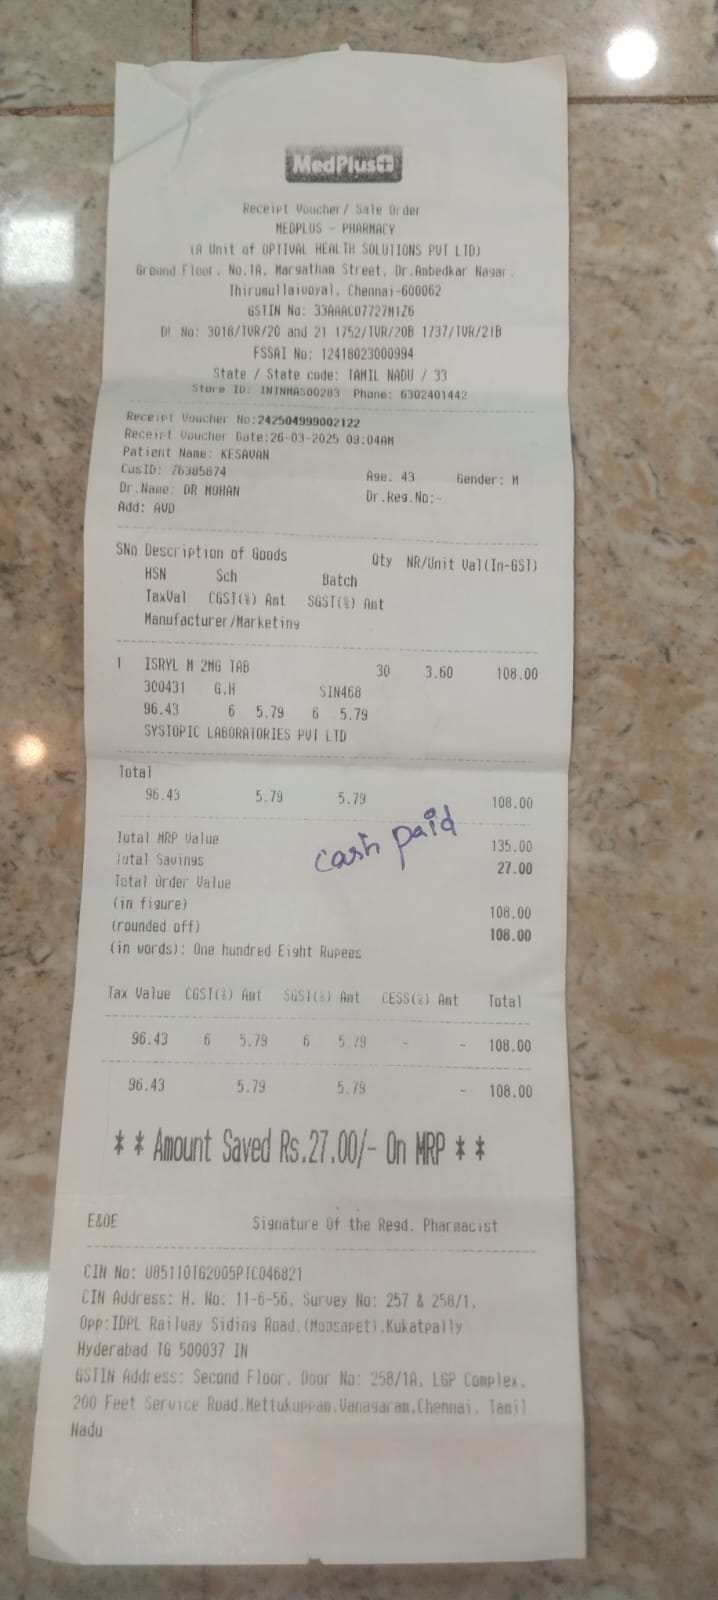 MedPlus
Receipt Voucher/ Sale Order
MEDPLUS - PHARMACY
(A Unit of OPTIVAL HEALTH SOLUTIONS PVT LTD)
Ground Floor, No.1A, Margatham Street, Dr.Ambedkar Nagar,
Thirumullaivoyal, Chennai-600062
GSTIN No: 33AAACO7727M1Z6
DL No: 3018/TVR/20 and 21 1752/TVR/20B 1737/TVR/21B
FSSAI No: 12418023000994
State / State code: TAMIL NADU / 33
Store ID: ININMAS00283 Phone: 6302401442
Receipt Voucher No:242504999002122
Receipt Voucher Date:26-03-2025 09:04AM
Patient Name: KESAVAN
CusID: 76385874 Age. 43 Gender: M
Dr.Name: DR MOHAN Dr.Reg.No:-
Add: AVD
SNo Description of Goods Qty NR/Unit Val(In-GST)
HSN Sch Batch
TaxVal CGST(%) Amt SGST(%) Amt
Manufacturer/Marketing
1 ISRYL M 2MG TAB 30 3.60 108.00
300431 G,H SIN468
96.43 6 5.79 6 5.79
SYSTOPIC LABORATORIES PVT LTD
Total
96.43 5.79 5.79 108.00
cash paid
Total MRP Value 135.00
Total Savings 27.00
Total Order Value
(in figure) 108.00
(rounded off) 108.00
(in words): One hundred Eight Rupees
Tax Value CGST(%) Amt SGST(%) Amt CESS(%) Amt Total
96.43 6 5.79 6 5.79 - - 108.00
96.43 5.79 5.79 - 108.00
** Amount Saved Rs.27.00/- On MRP **
E&OE Signature Of the Regd. Pharmacist
CIN No: U85110TG2005PTC046821
CIN Address: H. No: 11-6-56, Survey No: 257 & 258/1,
Opp:IDPL Railway Siding Road,(Moosapet),Kukatpally
Hyderabad TG 500037 IN
GSTIN Address: Second Floor, Door No: 258/1A, LGP Complex,
200 Feet Service Road,Mettukuppam,Vanagaram,Chennai, Tamil
Nadu